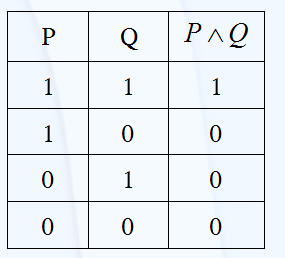 P Q P ∧ Q
1 1 1
1 0 0
0 1 0
0 0 0